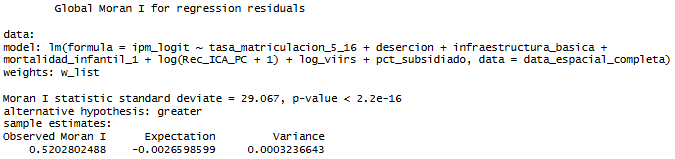 Global Moran I for regression residuals
data:
model: lm(formula = ipm_logit ~ tasa_matriculacion_5_16 + desercion + infraestructura_basica +
mortalidad_infantil_1 + log(Rec_ICA_PC + 1) + log_viirs + pct_subsidiado, data = data_espacial_completa)
weights: w_list
Moran I statistic standard deviate = 29.067, p-value < 2.2e-16
alternative hypothesis: greater
sample estimates:
Observed Moran I Expectation Variance
0.5202802488 -0.0026598599 0.0003236643